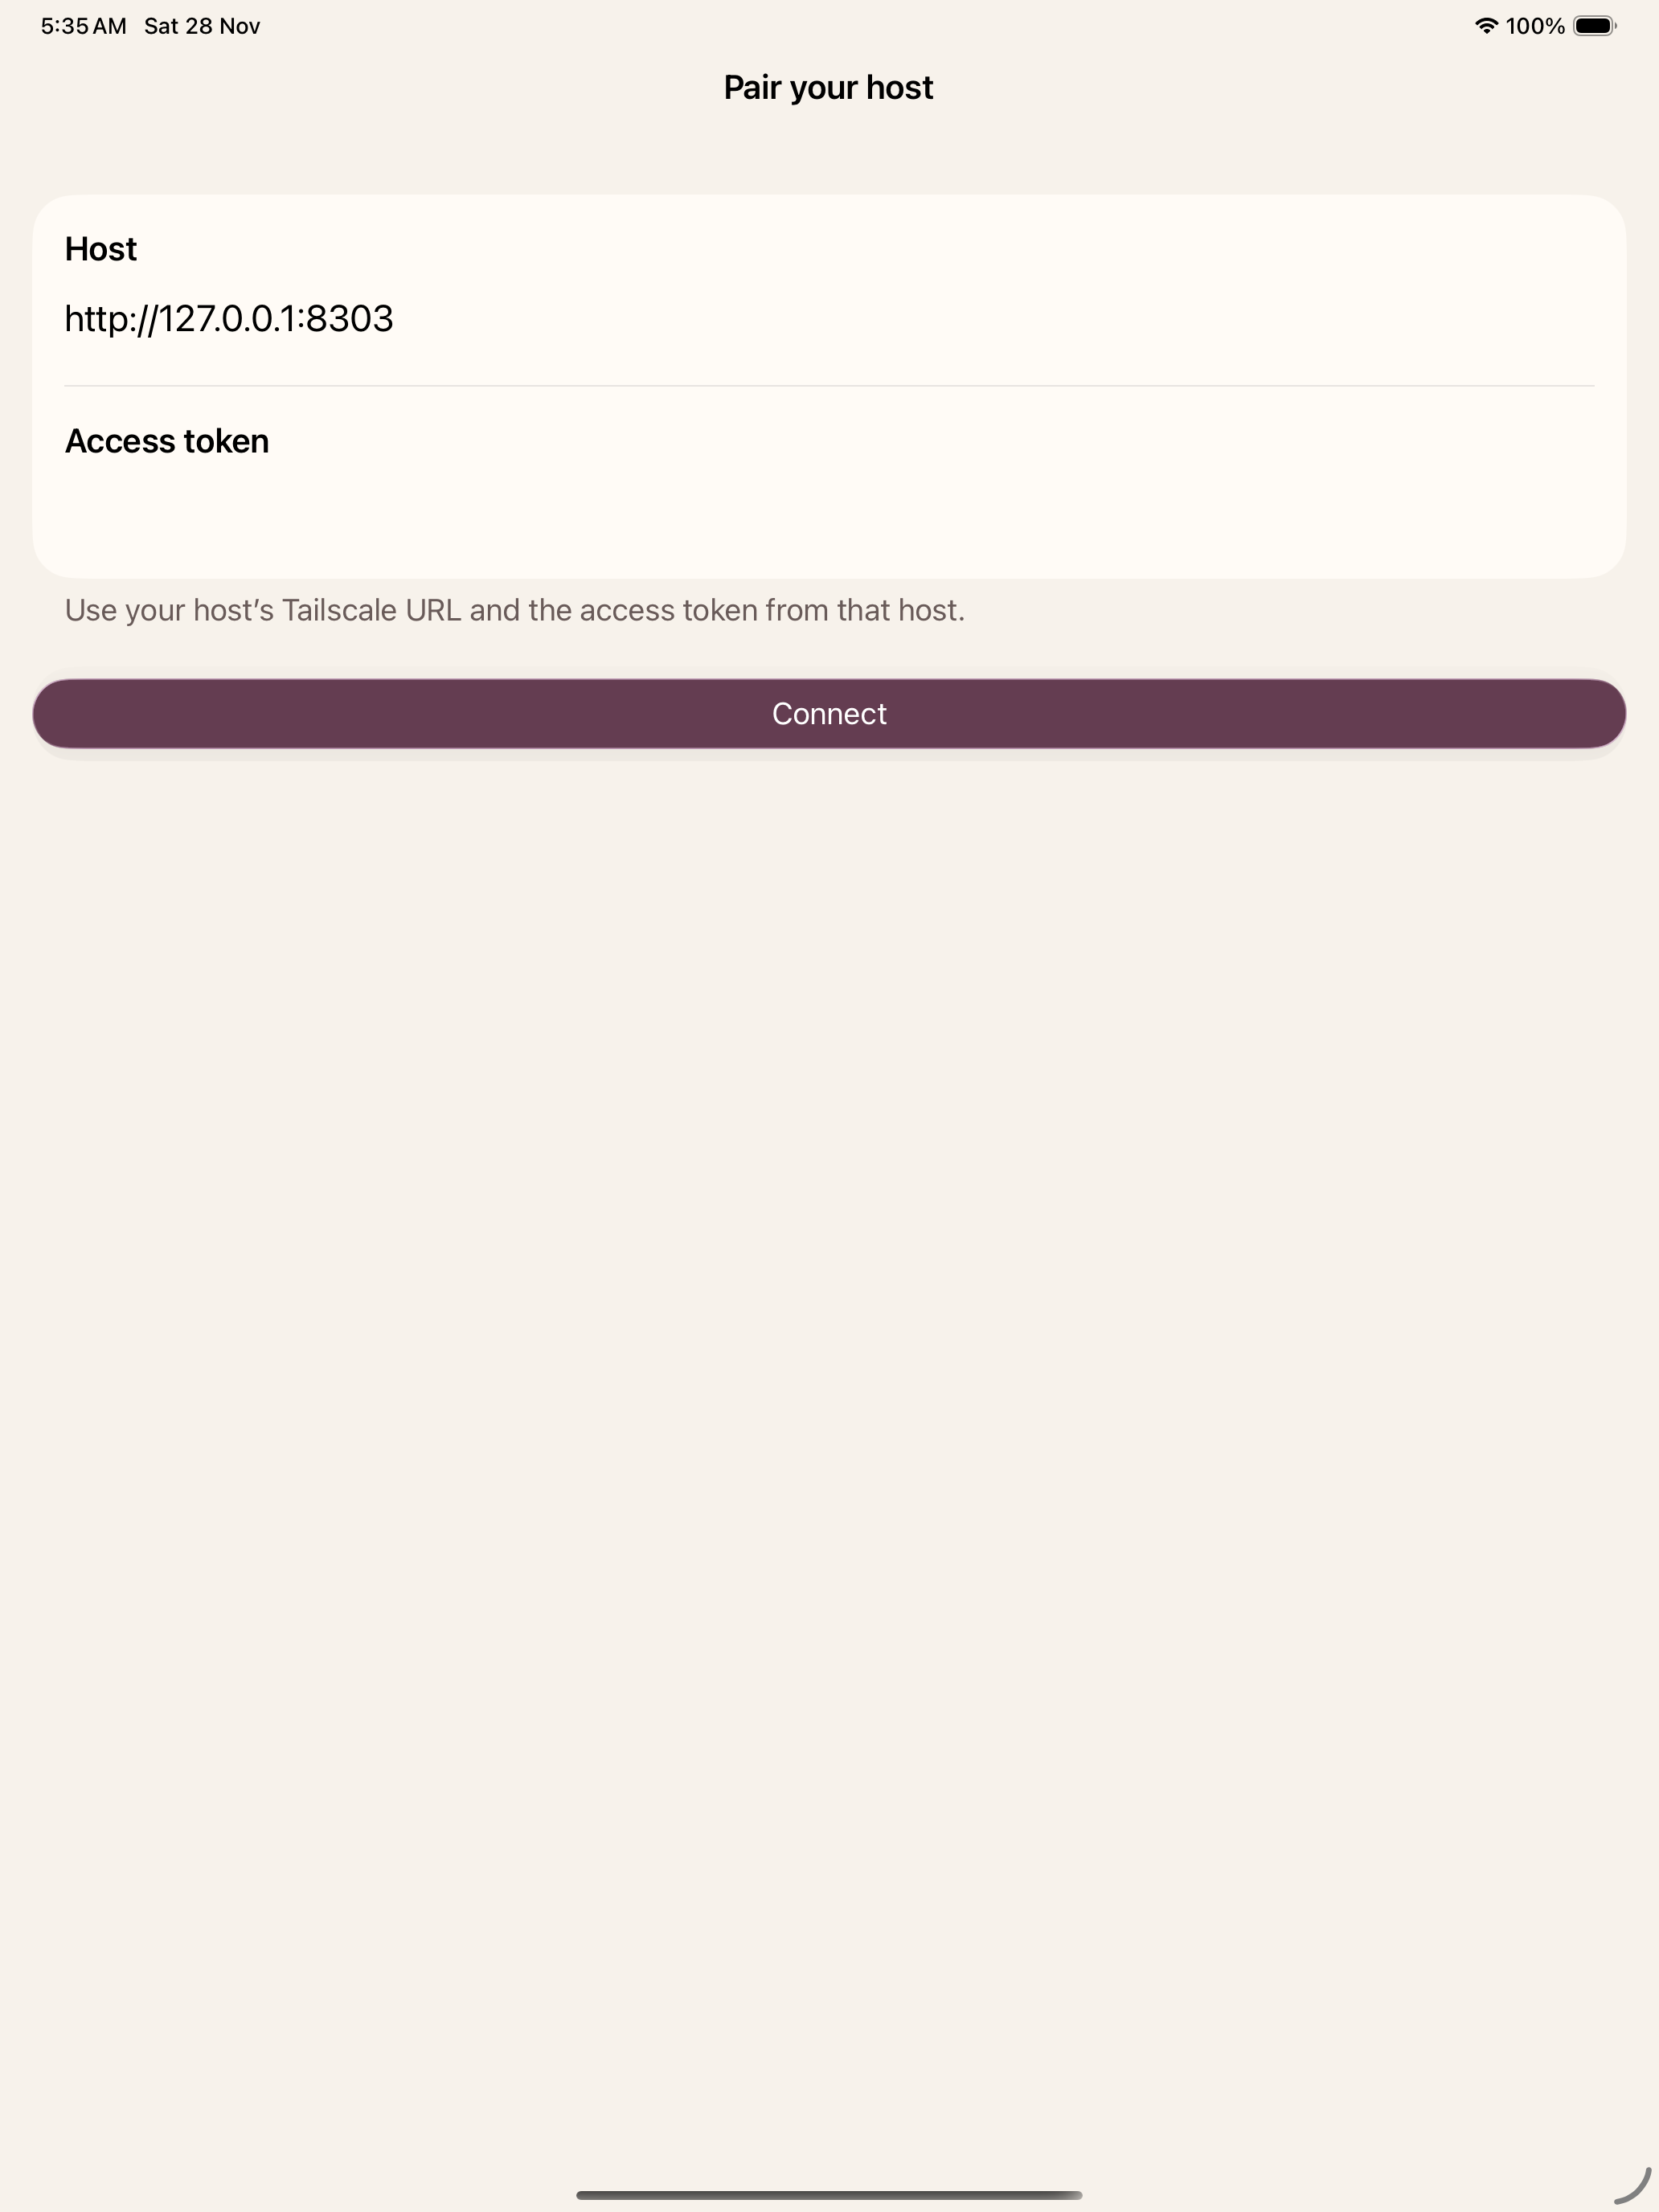 5:35 AM Sat 28 Nov
100%
Pair your host
Host
http://127.0.0.1:8303
Access token
Use your host’s Tailscale URL and the access token from that host.
Connect